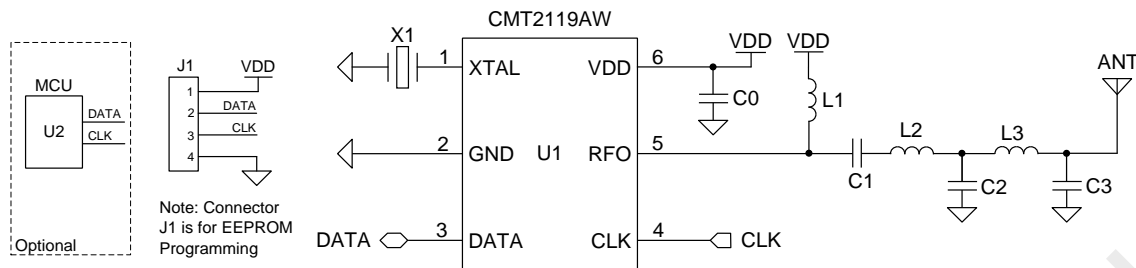 CMT2119AW
X1
1 XTAL
VDD 6
VDD
VDD
ANT
MCU
U2
DATA
CLK
Optional
J1
VDD
1
2 DATA
3 CLK
4
Note: Connector
J1 is for EEPROM
Programming
C0
L1
2 GND
U1
RFO 5
C1
L2
L3
C2
C3
DATA 3 DATA
CLK 4 CLK